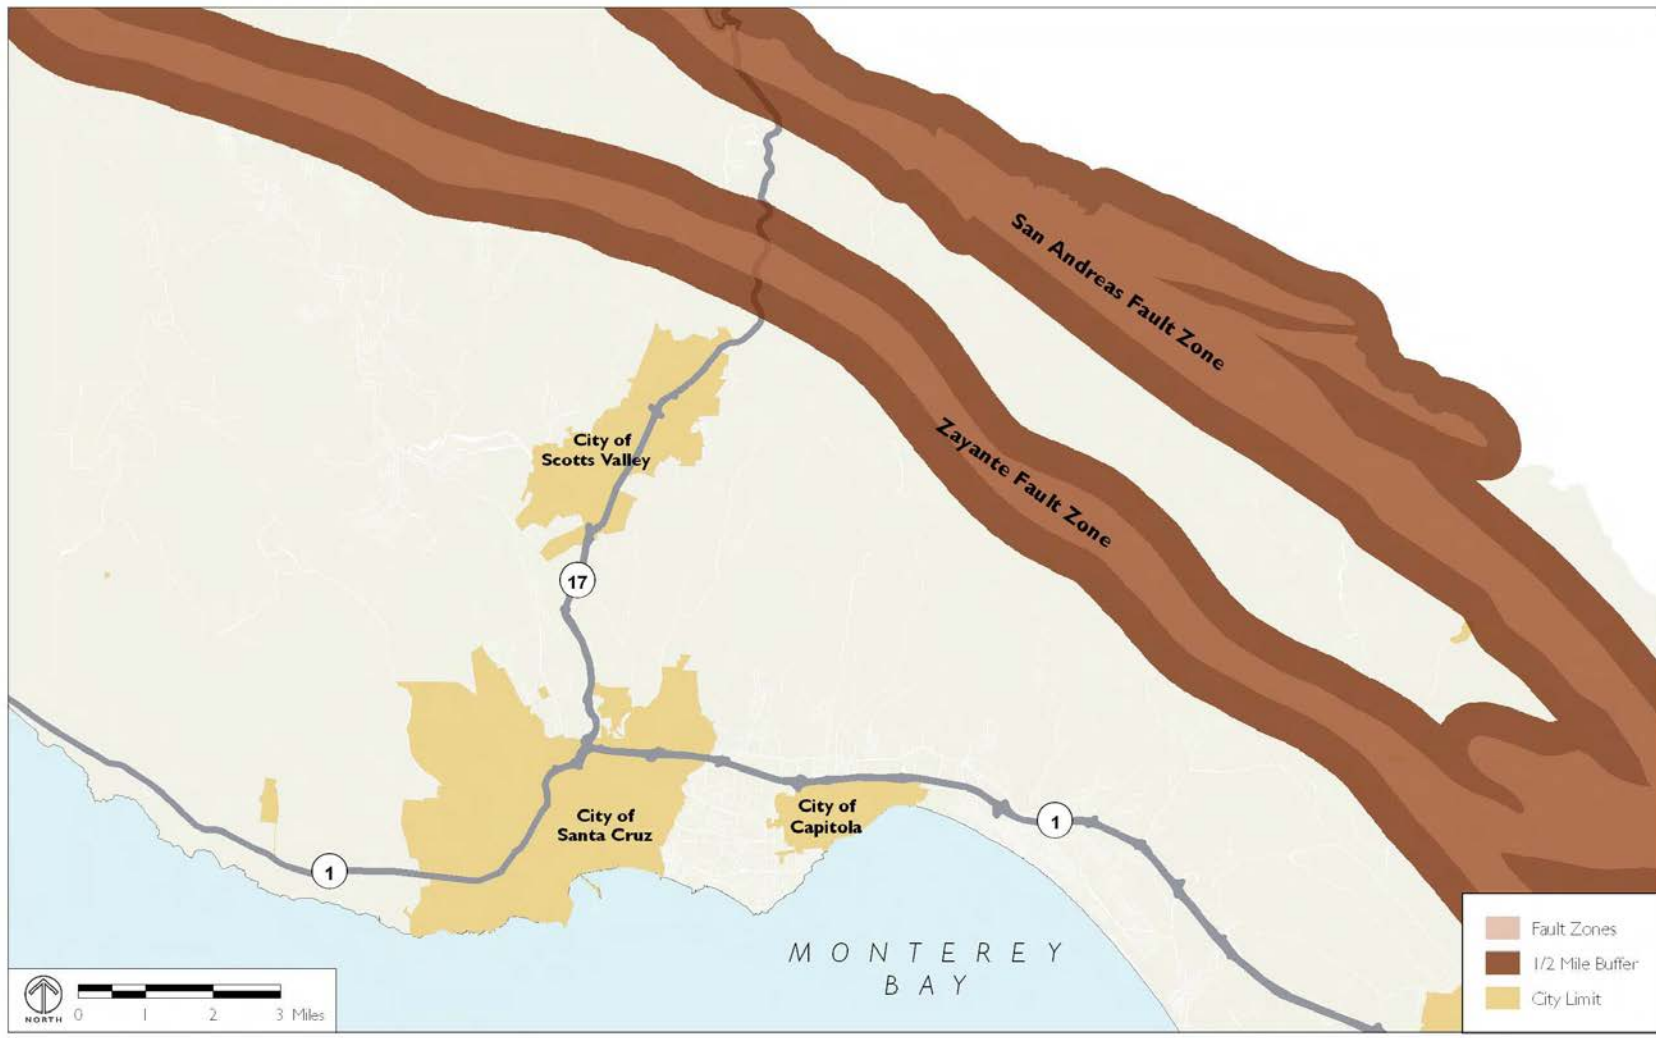 San Andreas Fault Zone
Zayante Fault Zone
City of
Scotts Valley
17
City of
Santa Cruz
City of
Capitola
1
1
MONTEREY
BAY
NORTH
0 1 2 3 Miles
Fault Zones
1/2 Mile Buffer
City Limit